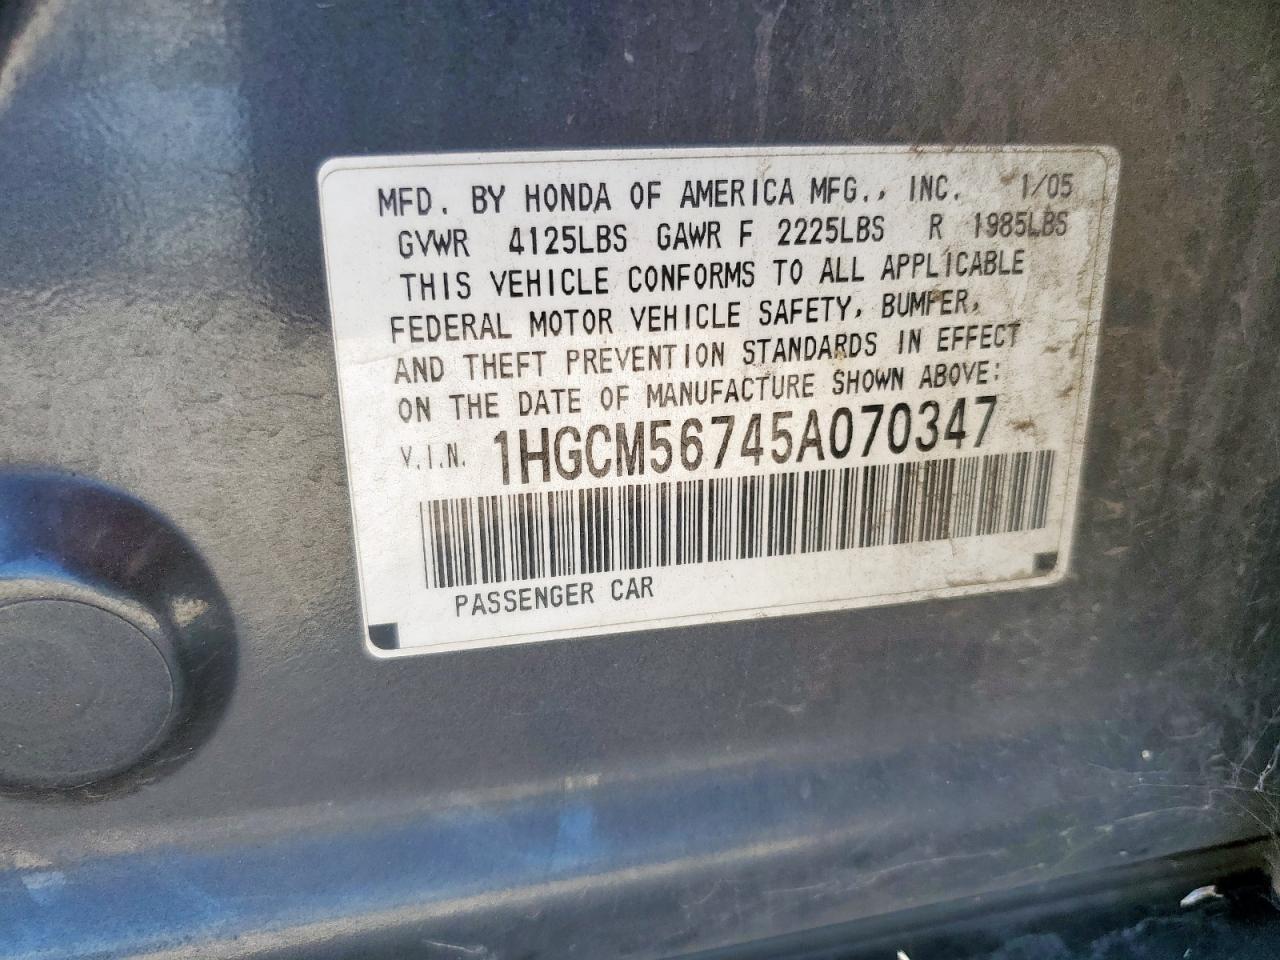 MFD. BY HONDA OF AMERICA MFG., INC. 1/05
GVWR 4125LBS GAWR F 2225LBS R 1985LBS
THIS VEHICLE CONFORMS TO ALL APPLICABLE
FEDERAL MOTOR VEHICLE SAFETY, BUMPER,
AND THEFT PREVENTION STANDARDS IN EFFECT
ON THE DATE OF MANUFACTURE SHOWN ABOVE:
V.I.N. 1HGCM56745A070347
PASSENGER CAR